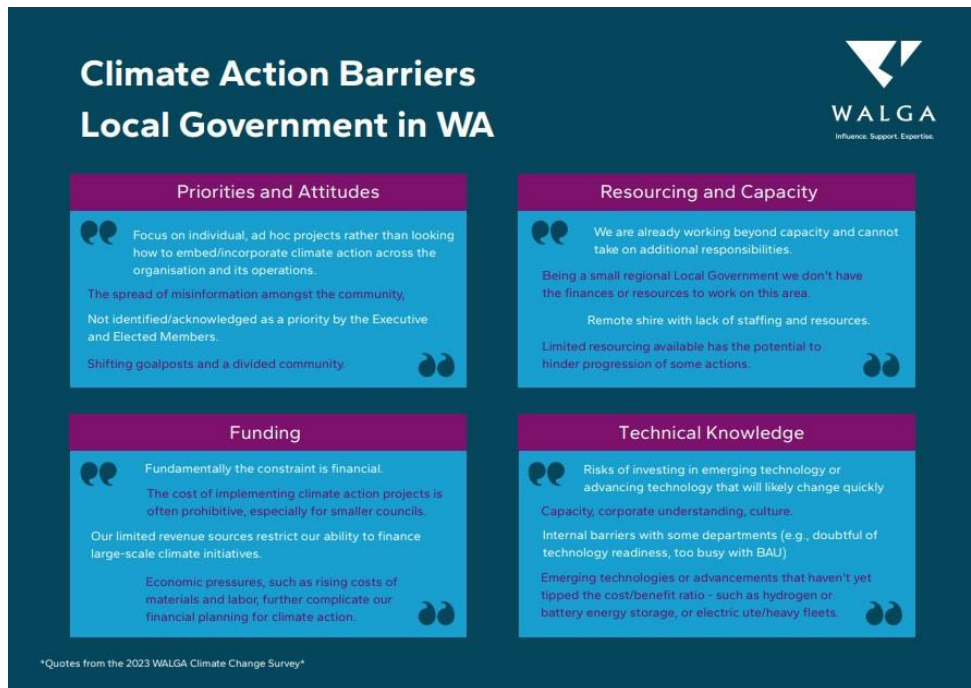 Climate Action Barriers
Local Government in WA
WALGA
Influence. Support. Expertise.
Priorities and Attitudes
Focus on individual, ad hoc projects rather than looking
how to embed/incorporate climate action across the
organisation and its operations.
The spread of misinformation amongst the community,
Not identified/acknowledged as a priority by the Executive
and Elected Members.
Shifting goalposts and a divided community.
Resourcing and Capacity
We are already working beyond capacity and cannot
take on additional responsibilities.
Being a small regional Local Government we don't have
the finances or resources to work on this area.
Remote shire with lack of staffing and resources.
Limited resourcing available has the potential to
hinder progression of some actions.
Funding
Fundamentally the constraint is financial.
The cost of implementing climate action projects is
often prohibitive, especially for smaller councils.
Our limited revenue sources restrict our ability to finance
large-scale climate initiatives.
Economic pressures, such as rising costs of
materials and labor, further complicate our
financial planning for climate action.
Technical Knowledge
Risks of investing in emerging technology or
advancing technology that will likely change quickly
Capacity, corporate understanding, culture.
Internal barriers with some departments (e.g., doubtful of
technology readiness, too busy with BAU)
Emerging technologies or advancements that haven't yet
tipped the cost/benefit ratio - such as hydrogen or
battery energy storage, or electric ute/heavy fleets.
*Quotes from the 2023 WALGA Climate Change Survey*